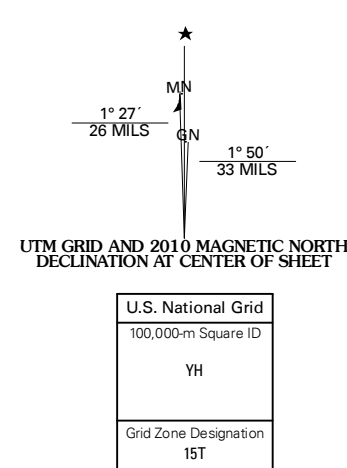 MN
1° 27´
26 MILS
GN
1° 50´
33 MILS
UTM GRID AND 2010 MAGNETIC NORTH
DECLINATION AT CENTER OF SHEET
U.S. National Grid
100,000-m Square ID
YH
Grid Zone Designation
15T